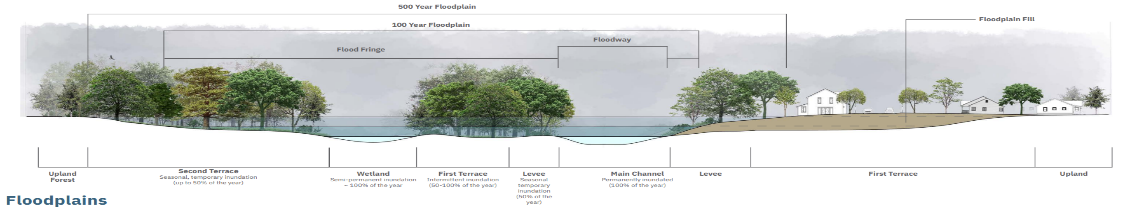 500 Year Floodplain
Floodplain Fill
100 Year Floodplain
Floodway
Flood Fringe
Upland
Forest
Second Terrace
Seasonal, temporary inundation
(up to 50% of the year)
Wetland
Semi-permanent inundation
~ 100% of the year
First Terrace
Intermittent inundation
(50-100% of the year)
Levee
Seasonal
temporary
inundation
(50% of the
year)
Main Channel
Permanently inundated
(100% of the year)
Levee
First Terrace
Upland
Floodplains